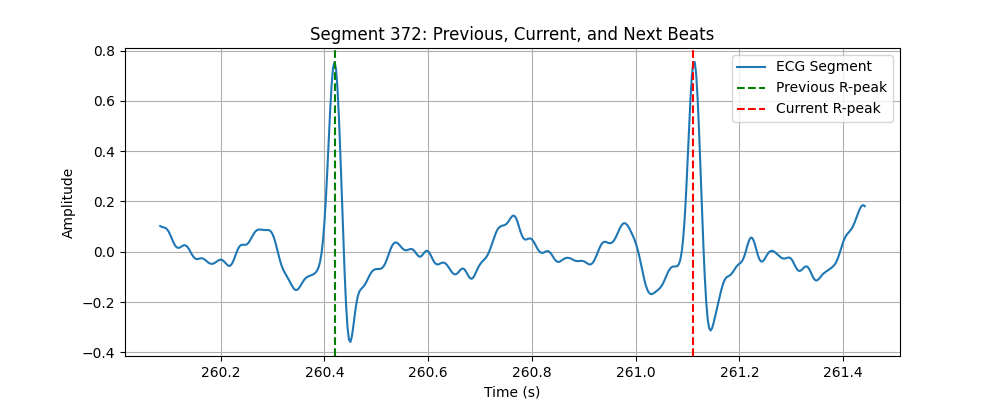 Segment 372: Previous, Current, and Next Beats
ECG Segment
Previous R-peak
Current R-peak
Amplitude
0.8
0.6
0.4
0.2
0.0
−0.2
−0.4
260.2 260.4 260.6 260.8 261.0 261.2 261.4
Time (s)